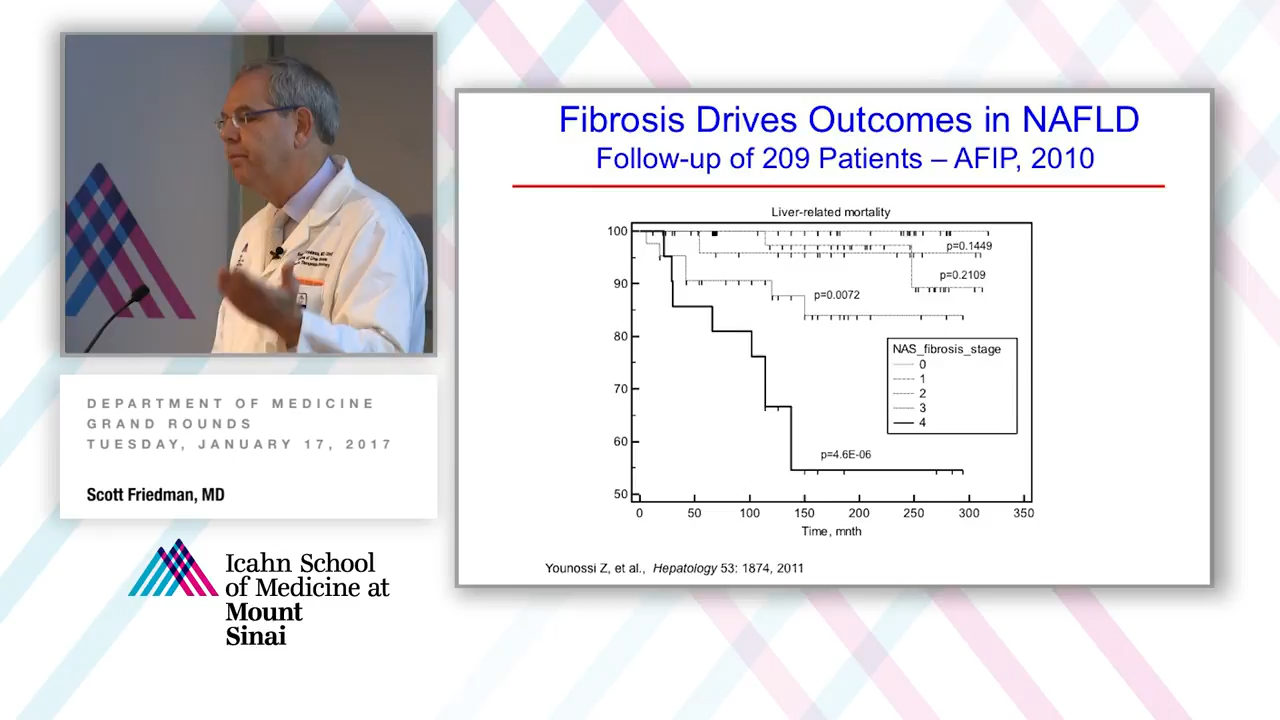 DEPARTMENT OF MEDICINE
GRAND ROUNDS
TUESDAY, JANUARY 17, 2017
Scott Friedman, MD
Icahn School
of Medicine at
Mount
Sinai
Fibrosis Drives Outcomes in NAFLD
Follow-up of 209 Patients – AFIP, 2010
Liver-related mortality
100
90
80
70
60
50
p=0.1449
p=0.2109
p=0.0072
p=4.6E-06
NAS_fibrosis_stage
0
1
2
3
4
0 50 100 150 200 250 300 350
Time, mnth
Younossi Z, et al., Hepatology 53: 1874, 2011